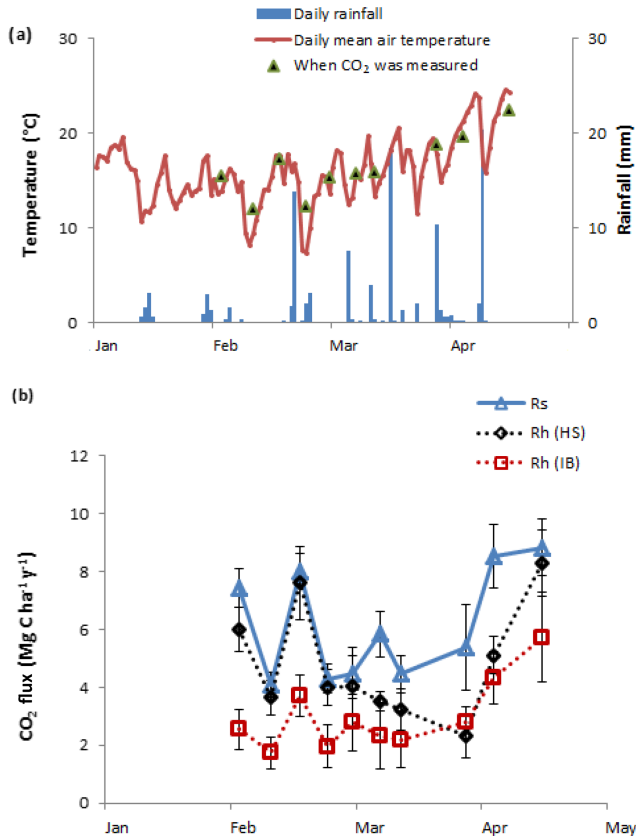 (a)
Daily rainfall
Daily mean air temperature
When CO₂ was measured
Temperature (°C)
30
20
10
0
Rainfall (mm)
30
20
10
0
Jan Feb Mar Apr
(b)
Rs
Rh (HS)
Rh (IB)
CO₂ flux (Mg C ha⁻¹ y⁻¹)
12
10
8
6
4
2
0
Jan Feb Mar Apr May